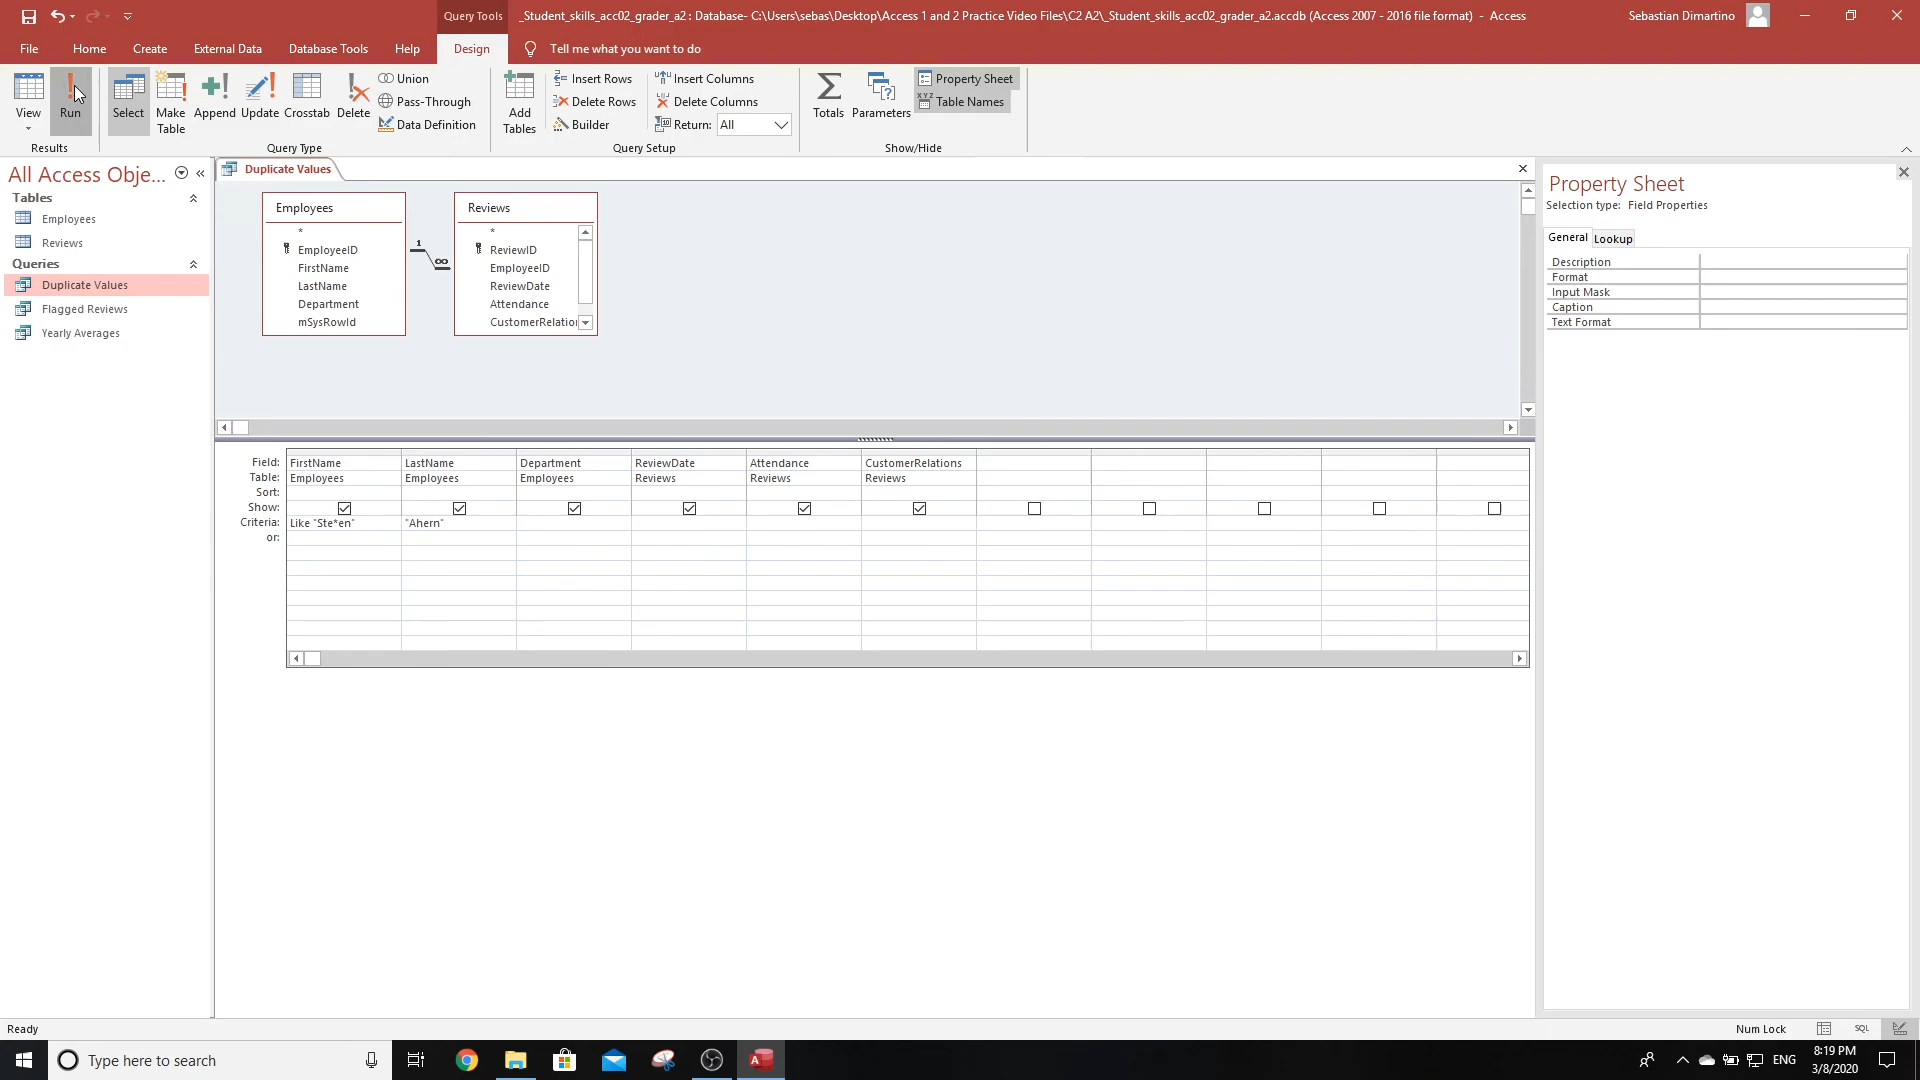 Query Tools
_Student_skills_acc02_grader_a2 : Database- C:\Users\sebas\Desktop\Access 1 and 2 Practice Video Files\C2 A2\_Student_skills_acc02_grader_a2.accdb (Access 2007 - 2016 file format) - Access
Sebastian Dimartino
File
Home
Create
External Data
Database Tools
Help
Design
Tell me what you want to do
View
Run
Select
Make Table
Append
Update
Crosstab
Delete
Union
Pass-Through
Data Definition
Add Tables
Insert Rows
Delete Rows
Builder
Insert Columns
Delete Columns
Return: All
Totals
Parameters
Property Sheet
XYZ Table Names
Results
Query Type
Query Setup
Show/Hide
All Access Obje...
Tables
Employees
Reviews
Queries
Duplicate Values
Flagged Reviews
Yearly Averages
Duplicate Values
Employees
*
EmployeeID
FirstName
LastName
Department
mSysRowId
1
∞
Reviews
*
ReviewID
EmployeeID
ReviewDate
Attendance
CustomerRelation
Field: FirstName LastName Department ReviewDate Attendance CustomerRelations
Table: Employees Employees Employees Reviews Reviews Reviews
Sort:
Show:
Criteria: Like "Ste*en" "Ahern"
or:
Property Sheet
Selection type: Field Properties
General
Lookup
Description
Format
Input Mask
Caption
Text Format
Ready
Num Lock
SQL
Type here to search
ENG
8:19 PM
3/8/2020